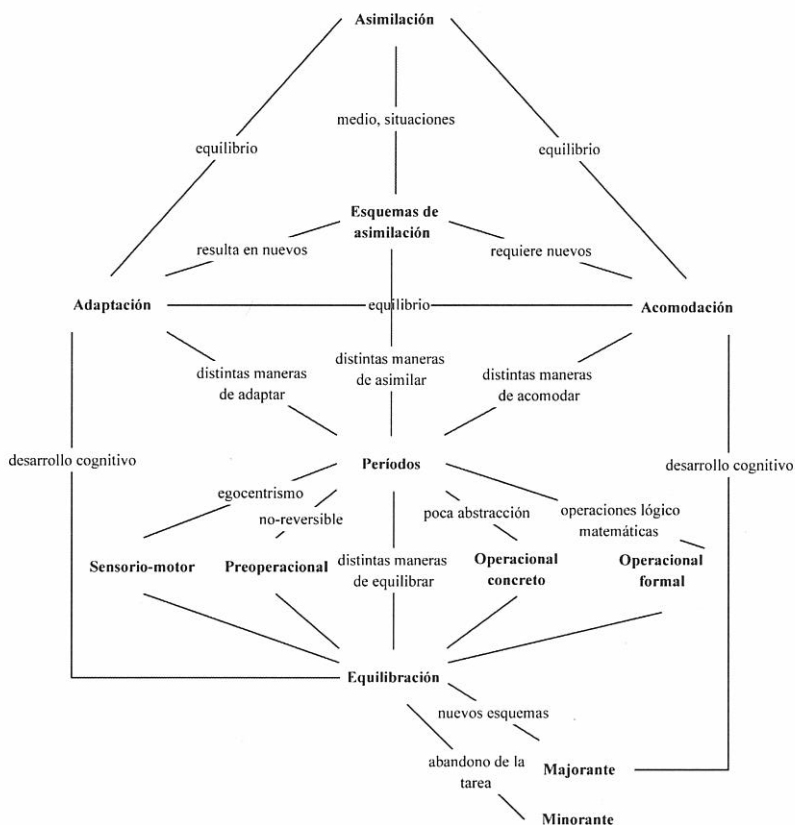 Asimilación
medio, situaciones
equilibrio
equilibrio
Esquemas de
asimilación
resulta en nuevos
requiere nuevos
Adaptación
equilibrio
Acomodación
distintas maneras
de adaptar
distintas maneras
de asimilar
distintas maneras
de acomodar
desarrollo cognitivo
Períodos
desarrollo cognitivo
egocentrismo
no-reversible
poca abstracción
operaciones lógico
matemáticas
Sensorio-motor
Preoperacional
distintas maneras
de equilibrar
Operacional
concreto
Operacional
formal
Equilibración
nuevos esquemas
abandono de la
tarea
Majorante
Minorante